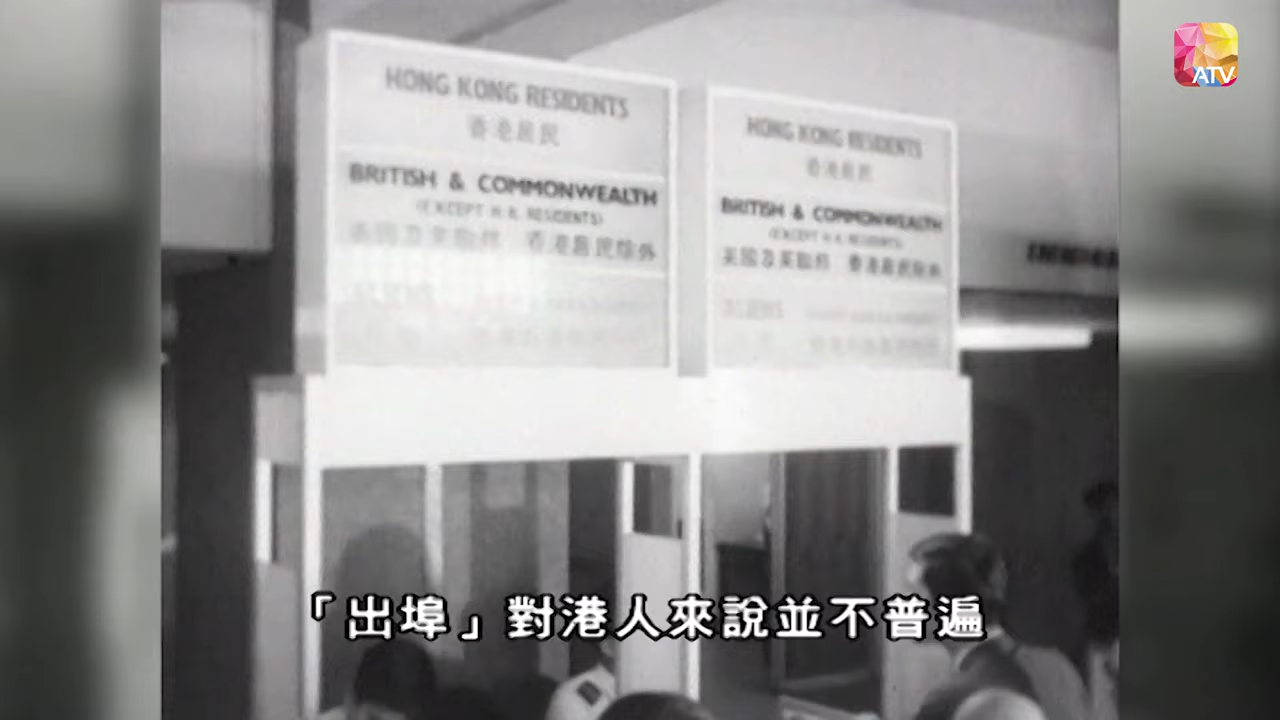 ATV
HONG KONG RESIDENTS
香港居民
BRITISH & COMMONWEALTH
(EXCEPT H.K. RESIDENTS)
英國及英聯邦 香港居民除外
ALIENS
HONG KONG RESIDENTS
香港居民
BRITISH & COMMONWEALTH
(EXCEPT H.K. RESIDENTS)
英國及英聯邦 香港居民除外
ALIENS
「出埠」對港人來說並不普遍